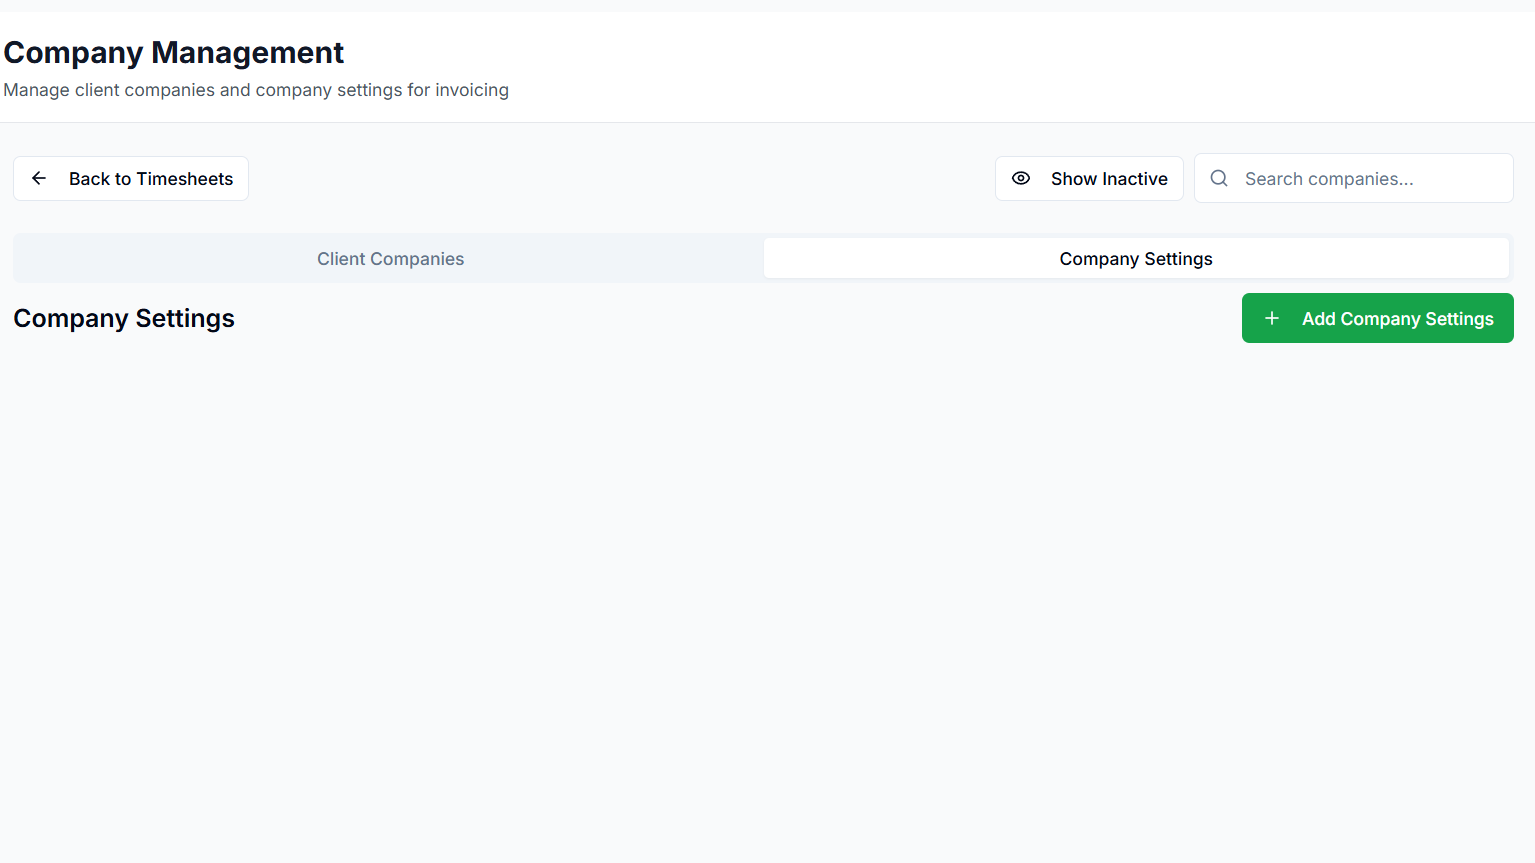 Company Management
Manage client companies and company settings for invoicing
Back to Timesheets
Show Inactive
Search companies...
Client Companies
Company Settings
Company Settings
Add Company Settings